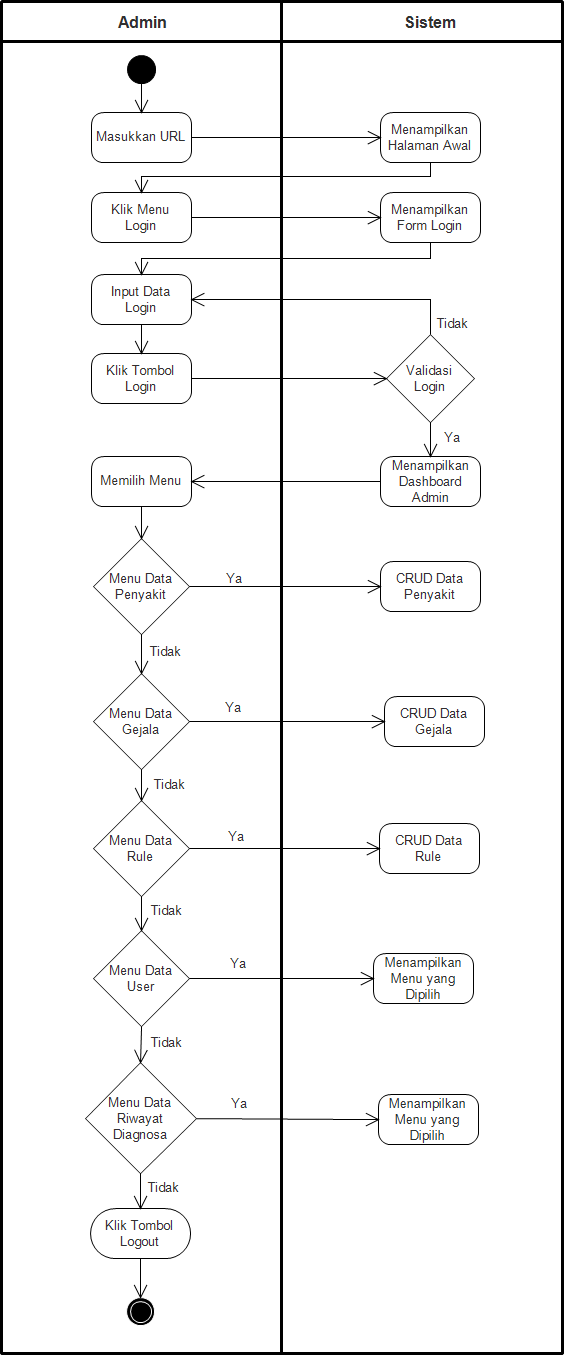 Admin
Sistem
Masukkan URL
Menampilkan
Halaman Awal
Klik Menu
Login
Menampilkan
Form Login
Input Data
Login
Tidak
Klik Tombol
Login
Validasi
Login
Ya
Memilih Menu
Menampilkan
Dashboard
Admin
Menu Data
Penyakit
Ya
CRUD Data
Penyakit
Tidak
Menu Data
Gejala
Ya
CRUD Data
Gejala
Tidak
Menu Data
Rule
Ya
CRUD Data
Rule
Tidak
Menu Data
User
Ya
Menampilkan
Menu yang
Dipilih
Tidak
Menu Data
Riwayat
Diagnosa
Ya
Menampilkan
Menu yang
Dipilih
Tidak
Klik Tombol
Logout